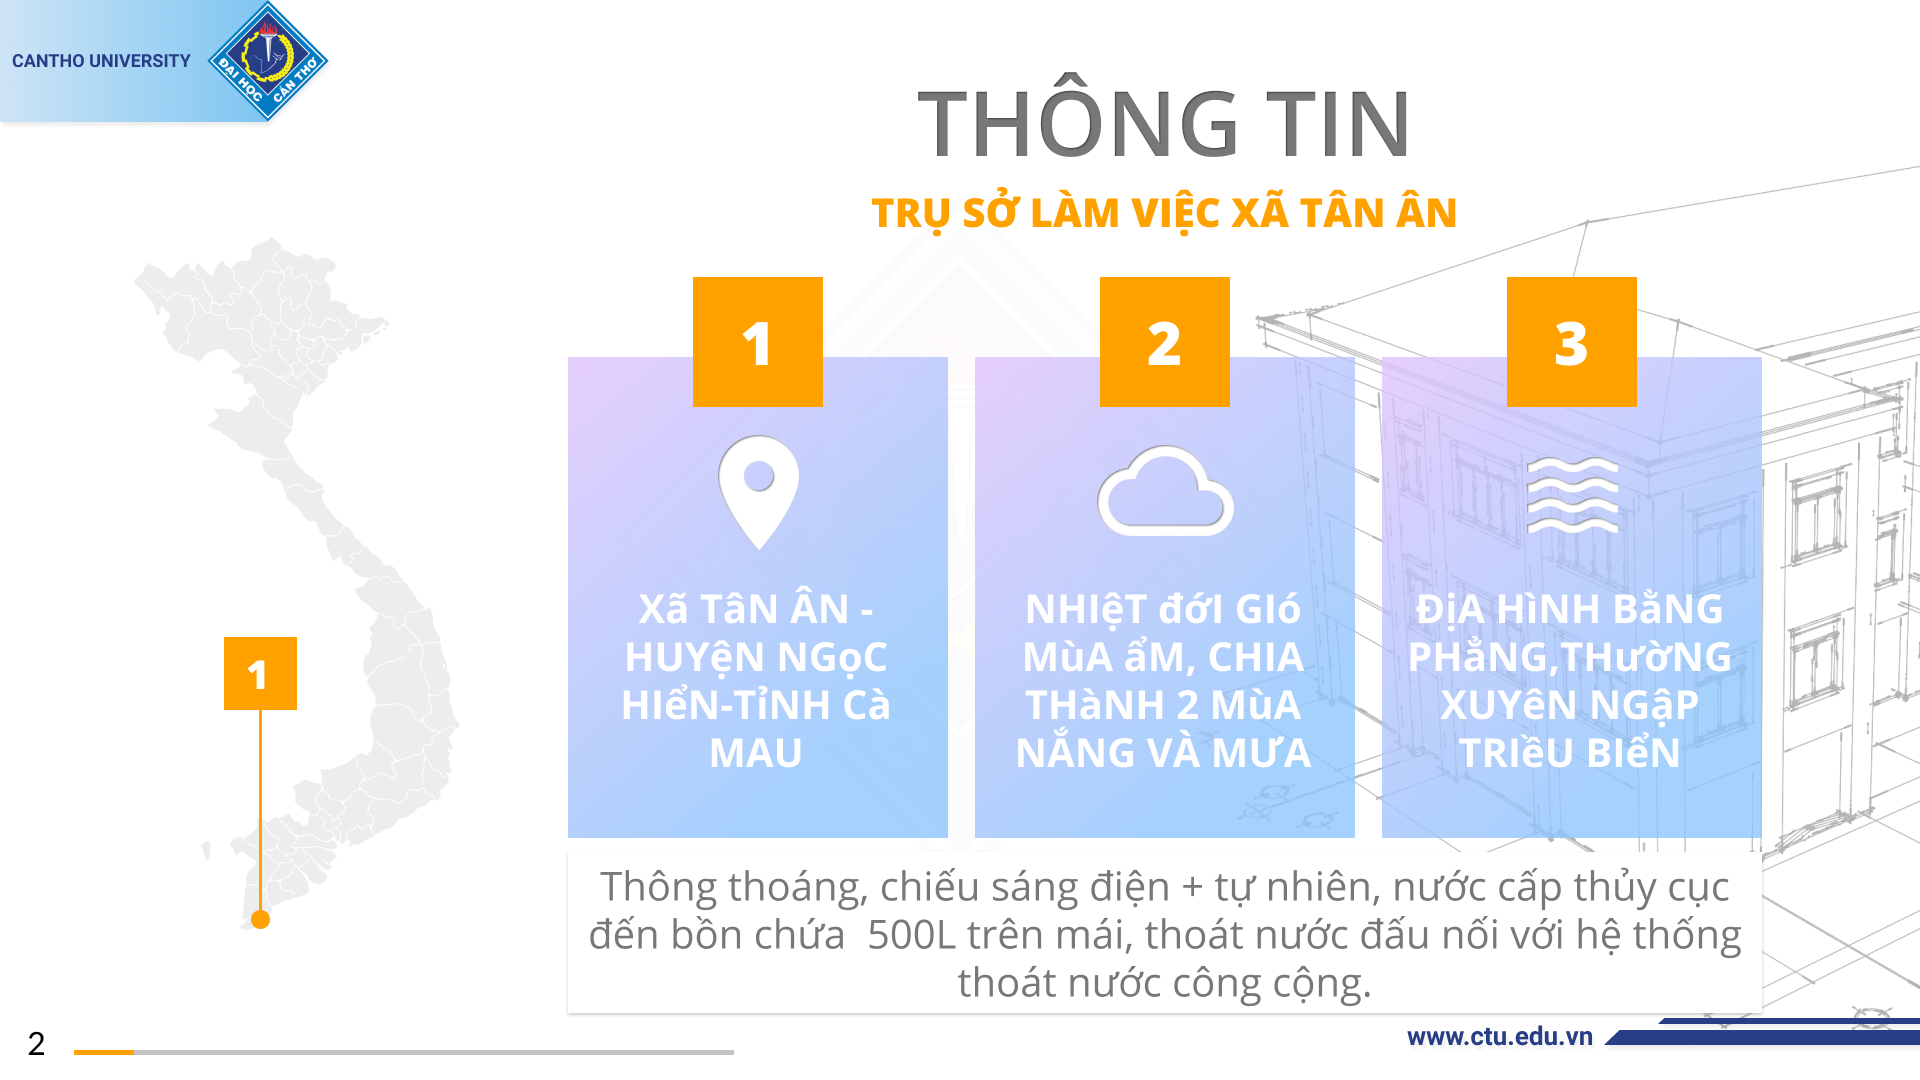 CANTHO UNIVERSITY
ĐẠI HỌC CẦN THƠ
THÔNG TIN
TRỤ SỞ LÀM VIỆC XÃ TÂN ÂN
1
Xã TâN ÂN -
HUYệN NGọC
HIểN-TỉNH Cà
MAU
2
NHIệT đớI GIó
MùA ẩM, CHIA
THàNH 2 MùA
NẮNG VÀ MƯA
3
ĐịA HìNH BằNG
PHẳNG,THườNG
XUYêN NGậP
TRIềU BIểN
1
Thông thoáng, chiếu sáng điện + tự nhiên, nước cấp thủy cục
đến bồn chứa  500L trên mái, thoát nước đấu nối với hệ thống
thoát nước công cộng.
2
www.ctu.edu.vn